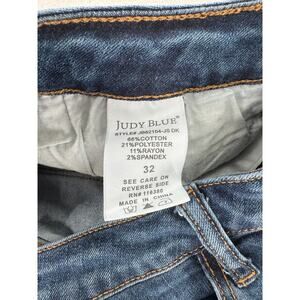 JUDY BLUE®
STYLE# JB82104-JS DK
66%COTTON
21%POLYESTER
11%RAYON
2%SPANDEX
32
SEE CARE ON
REVERSE SIDE
RN#116380
MADE IN CHINA